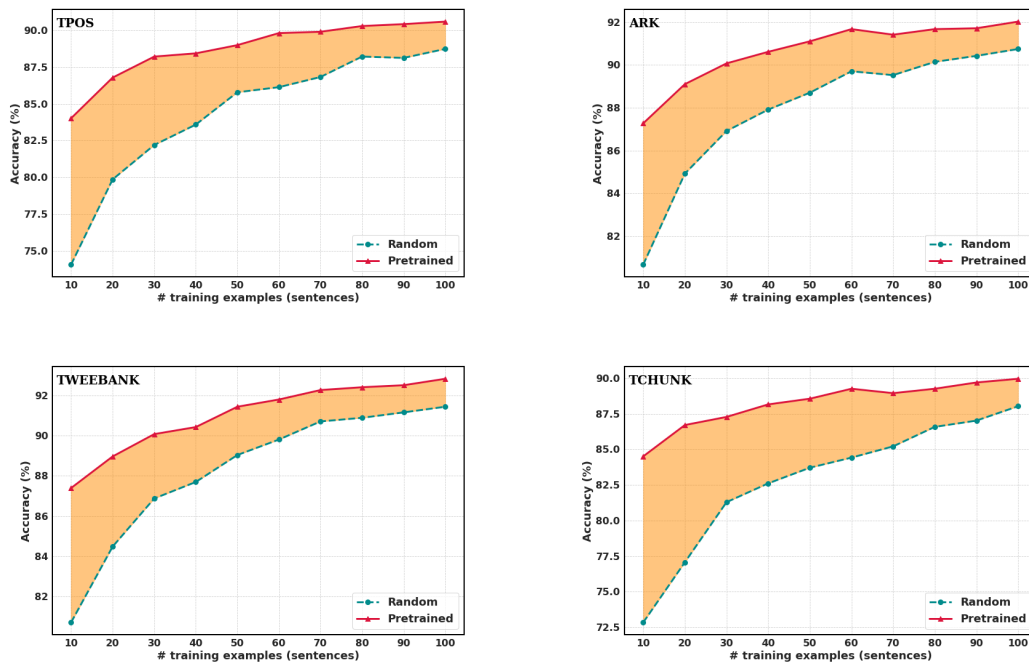 TPOS
Accuracy (%)
90.0
87.5
85.0
82.5
80.0
77.5
75.0
10 20 30 40 50 60 70 80 90 100
# training examples (sentences)
Random
Pretrained
ARK
Accuracy (%)
92
90
88
86
84
82
10 20 30 40 50 60 70 80 90 100
# training examples (sentences)
Random
Pretrained
TWEEBANK
Accuracy (%)
92
90
88
86
84
82
10 20 30 40 50 60 70 80 90 100
# training examples (sentences)
Random
Pretrained
TCHUNK
Accuracy (%)
90.0
87.5
85.0
82.5
80.0
77.5
75.0
72.5
10 20 30 40 50 60 70 80 90 100
# training examples (sentences)
Random
Pretrained